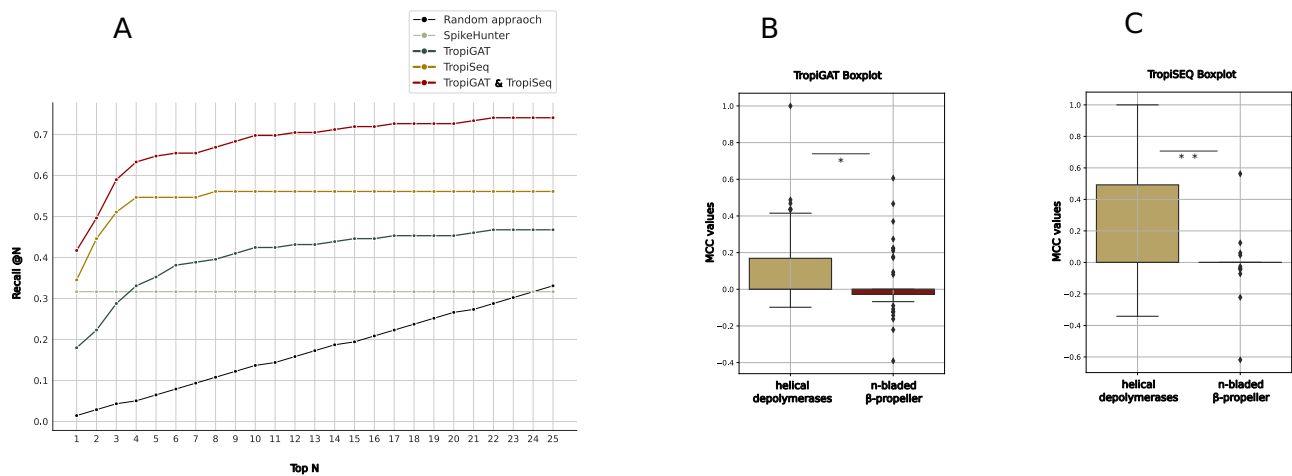 A
Random appraoch
SpikeHunter
TropiGAT
TropiSeq
TropiGAT & TropiSeq
Recall @N
0.7
0.6
0.5
0.4
0.3
0.2
0.1
0.0
1 2 3 4 5 6 7 8 9 10 11 12 13 14 15 16 17 18 19 20 21 22 23 24 25
Top N
B
TropiGAT Boxplot
MCC values
1.0
0.8
0.6
0.4
0.2
0.0
−0.2
−0.4
*
helical
depolymerases
n-bladed
β-propeller
C
TropiSEQ Boxplot
MCC values
1.0
0.8
0.6
0.4
0.2
0.0
−0.2
−0.4
−0.6
* *
helical
depolymerases
n-bladed
β-propeller